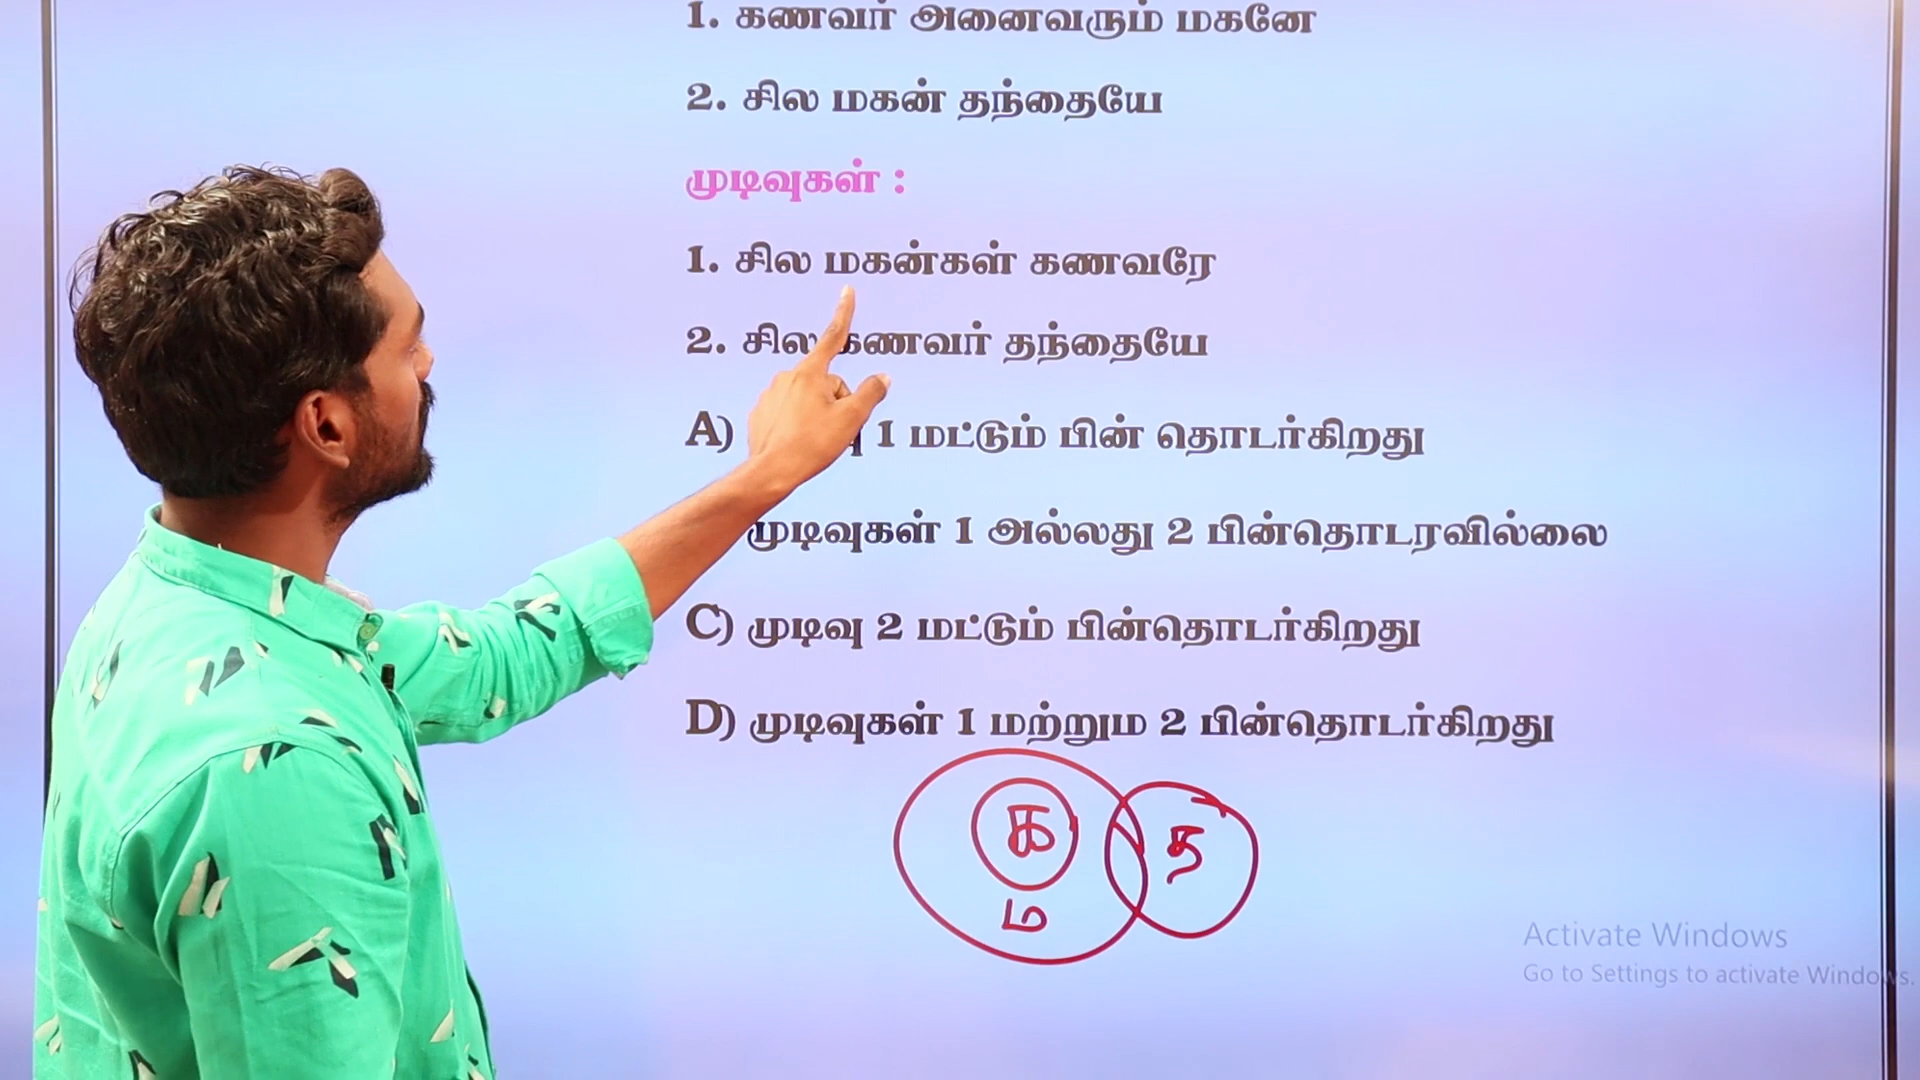 1. கணவர் அனைவரும் மகனே
2. சில மகன் தந்தையே
முடிவுகள் :
1. சில மகன்கள் கணவரே
2. சில கணவர் தந்தையே
A) 1 மட்டும் பின் தொடர்கிறது
முடிவுகள் 1 அல்லது 2 பின்தொடரவில்லை
C) முடிவு 2 மட்டும் பின்தொடர்கிறது
D) முடிவுகள் 1 மற்றும 2 பின்தொடர்கிறது
க
த
ம
Activate Windows
Go to Settings to activate Windows.